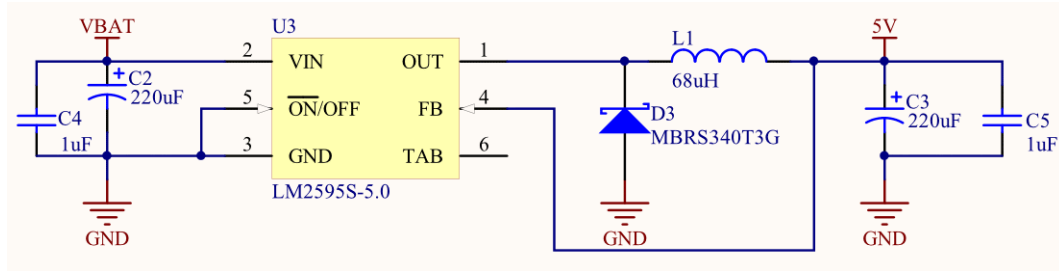 VBAT
U3
L1
5V
2
VIN
OUT
1
68uH
C2
220uF
C4
1uF
5
ON/OFF
FB
4
D3
MBRS340T3G
C3
220uF
C5
1uF
3
GND
TAB
6
LM2595S-5.0
GND
GND
GND